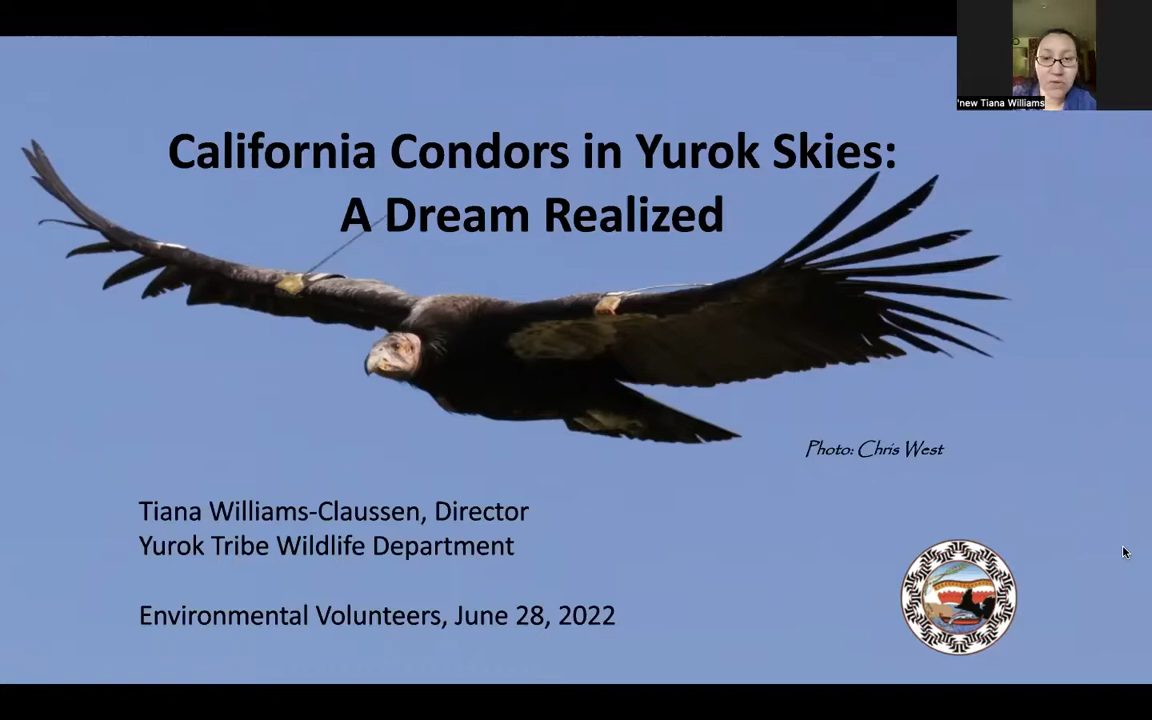 'new Tiana Williams
California Condors in Yurok Skies:
A Dream Realized
Photo: Chris West
Tiana Williams-Claussen, Director
Yurok Tribe Wildlife Department
Environmental Volunteers, June 28, 2022